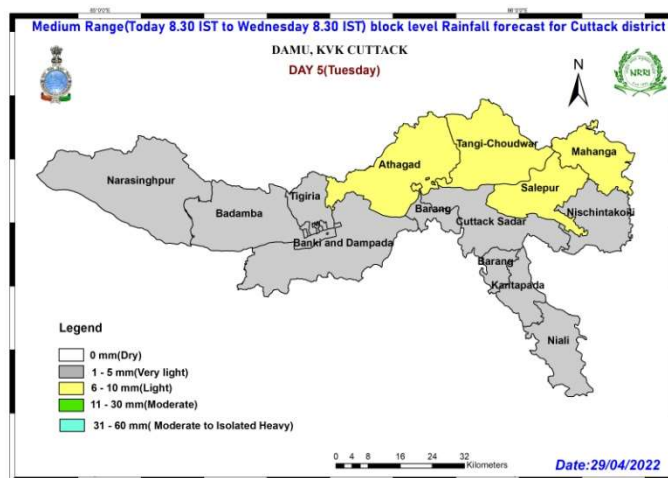 Medium Range(Today 8.30 IST to Wednesday 8.30 IST) block level Rainfall forecast for Cuttack district
DAMU, KVK CUTTACK
DAY 5(Tuesday)
N
NRRI
Tangi-Choudwar
Mahanga
Athagad
Narasinghpur
Salepur
Tigiria
Badamba
Barang
Nischintakoili
Cuttack Sadar
Banki and Dampada
Barang
Kantapada
Niali
Legend
0 mm(Dry)
1 - 5 mm(Very light)
6 - 10 mm(Light)
11 - 30 mm(Moderate)
31 - 60 mm( Moderate to Isolated Heavy)
0 4 8 16 24 32
Kilometers
Date:29/04/2022